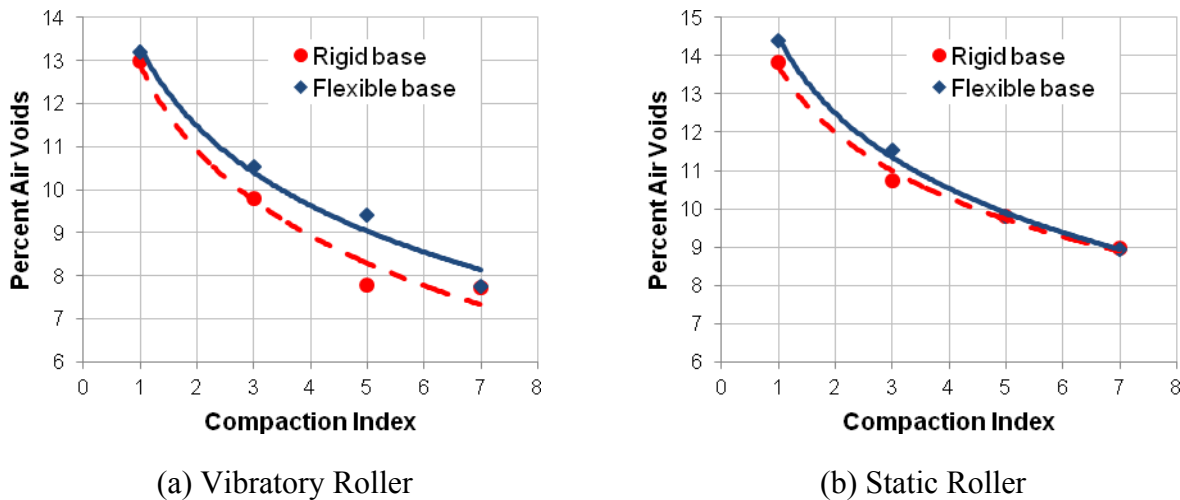 14
13
12
11
10
9
8
7
6
0 1 2 3 4 5 6 7 8
Percent Air Voids
Compaction Index
Rigid base
Flexible base
(a) Vibratory Roller
15
14
13
12
11
10
9
8
7
6
0 1 2 3 4 5 6 7 8
Percent Air Voids
Compaction Index
Rigid base
Flexible base
(b) Static Roller